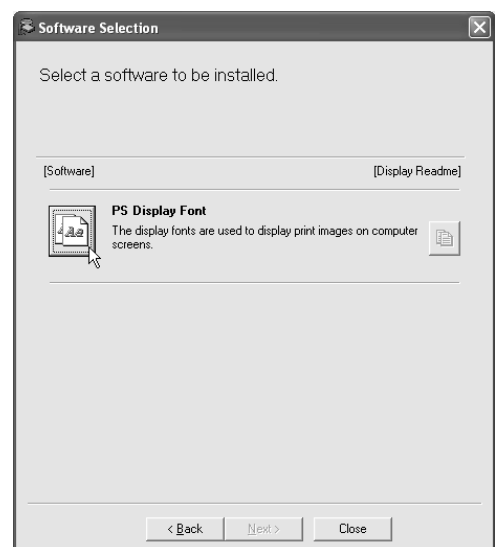 Software Selection
Select a software to be installed.
[Software] [Display Readme]
PS Display Font
The display fonts are used to display print images on computer
screens.
Aa
< Back Next > Close